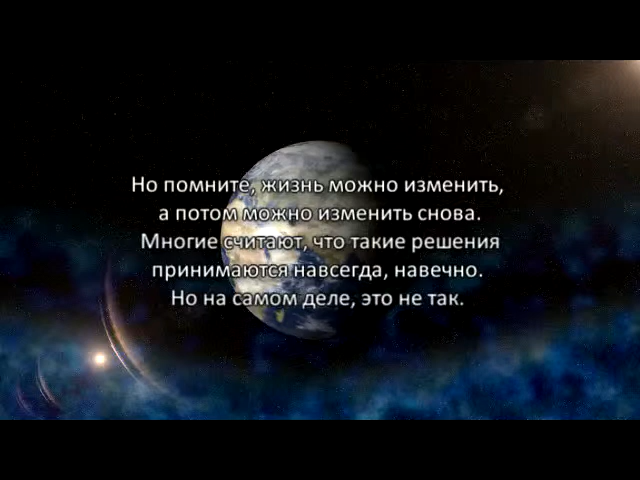 Но помните, жизнь можно изменить,
а потом можно изменить снова.
Многие считают, что такие решения
принимаются навсегда, навечно.
Но на самом деле, это не так.